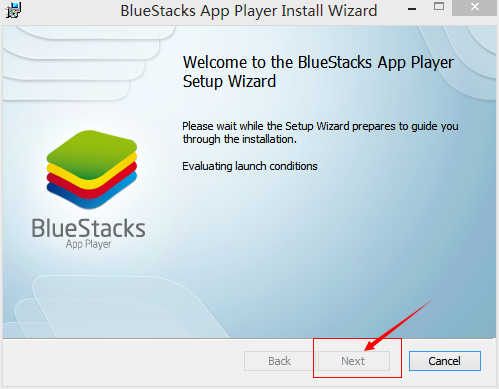 BlueStacks App Player Install Wizard
Welcome to the BlueStacks App Player
Setup Wizard
Please wait while the Setup Wizard prepares to guide you
through the installation.
Evaluating launch conditions
BlueStacks
App Player
Back
Next
Cancel